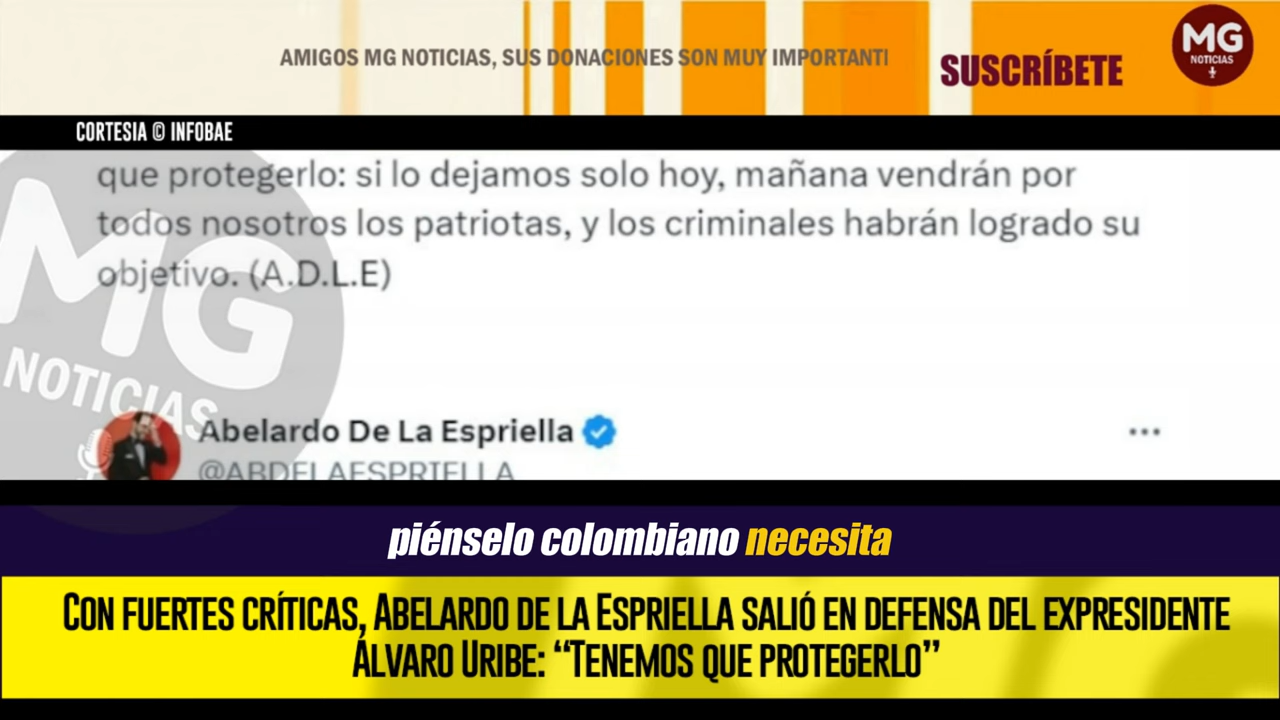 AMIGOS MG NOTICIAS, SUS DONACIONES SON MUY IMPORTANT
SUSCRÍBETE
MG
NOTICIAS
CORTESIA © INFOBAE
que protegerlo: si lo dejamos solo hoy, mañana vendrán por
todos nosotros los patriotas, y los criminales habrán logrado su
objetivo. (A.D.L.E)
MG
NOTICIAS
Abelardo De La Espriella
@ABDELAESPRIELLA
piénselo colombiano necesita
CON FUERTES CRÍTICAS, ABELARDO DE LA ESPRIELLA SALIÓ EN DEFENSA DEL EXPRESIDENTE
ÁLVARO URIBE: “TENEMOS QUE PROTEGERLO”